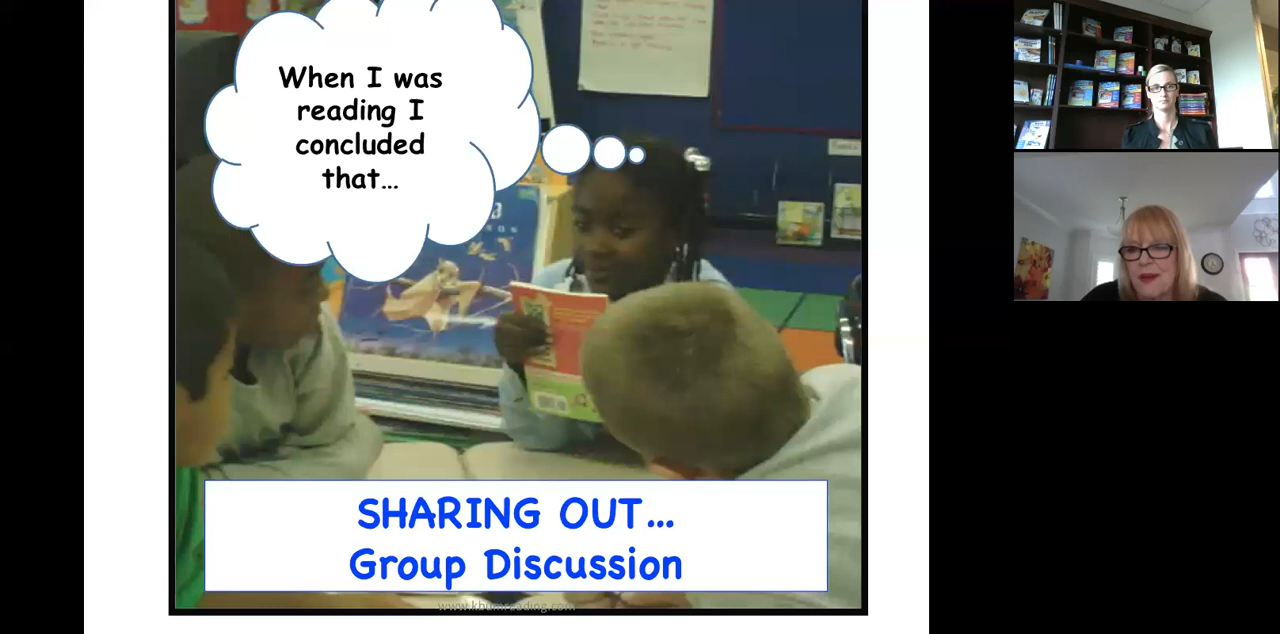 When I was
reading I
concluded
that...
SHARING OUT...
Group Discussion